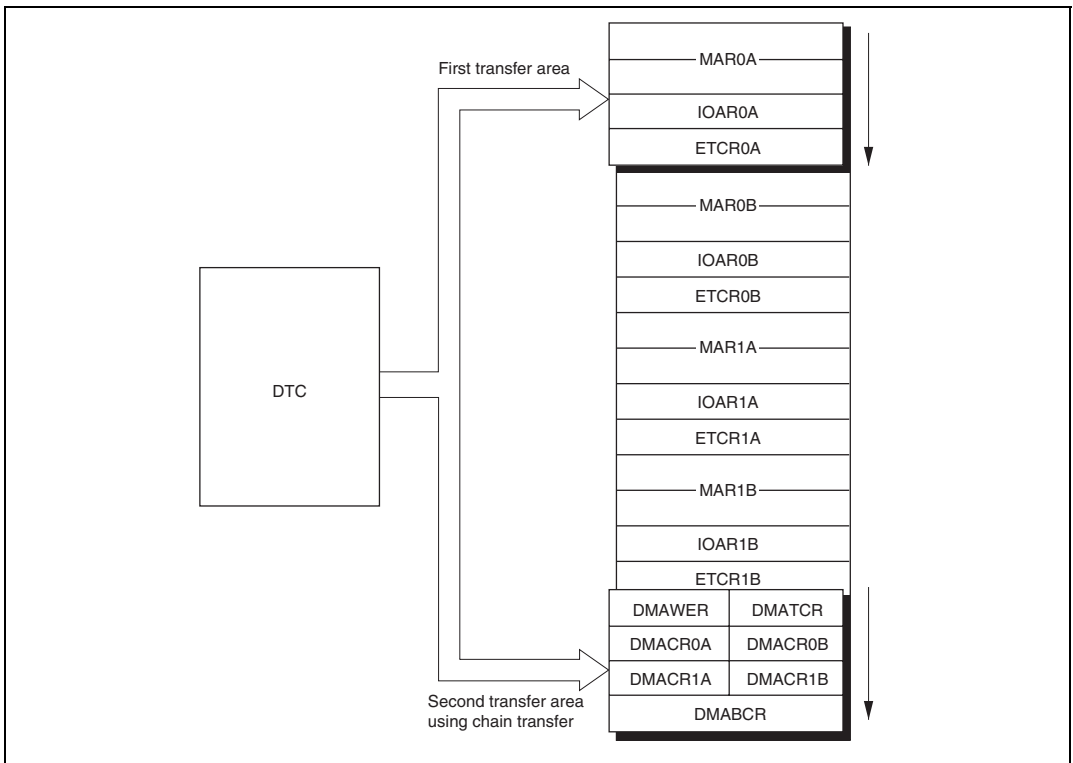 First transfer area
MAR0A
IOAR0A
ETCR0A
MAR0B
IOAR0B
ETCR0B
MAR1A
DTC
IOAR1A
ETCR1A
MAR1B
IOAR1B
ETCR1B
DMAWER DMATCR
DMACR0A DMACR0B
DMACR1A DMACR1B
Second transfer area
using chain transfer
DMABCR